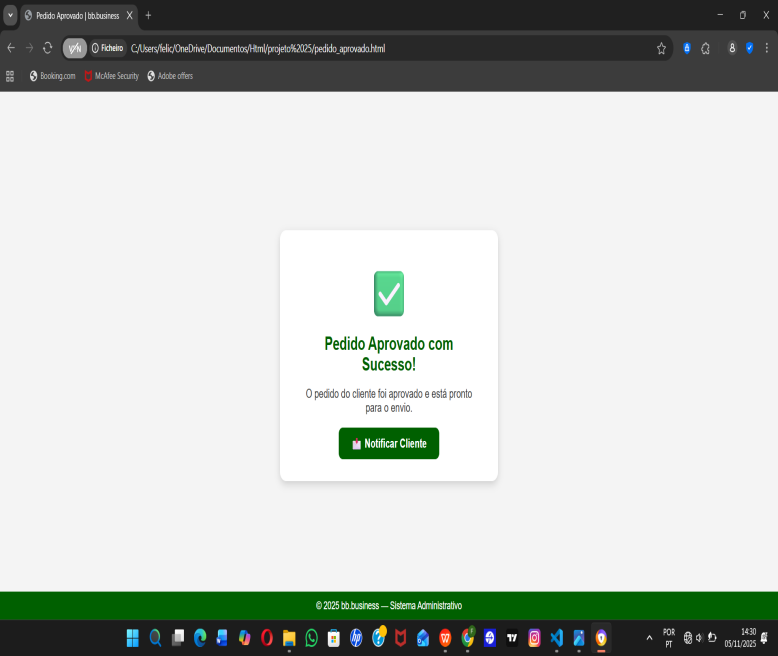 Pedido Aprovado | bb.business
VPN
Ficheiro
C:/Users/felic/OneDrive/Documentos/Html/projeto%2025/pedido_aprovado.html
Booking.com
McAfee Security
Adobe offers
Pedido Aprovado com
Sucesso!
O pedido do cliente foi aprovado e está pronto
para o envio.
Notificar Cliente
© 2025 bb.business — Sistema Administrativo
POR
PT
14:30
05/11/2025